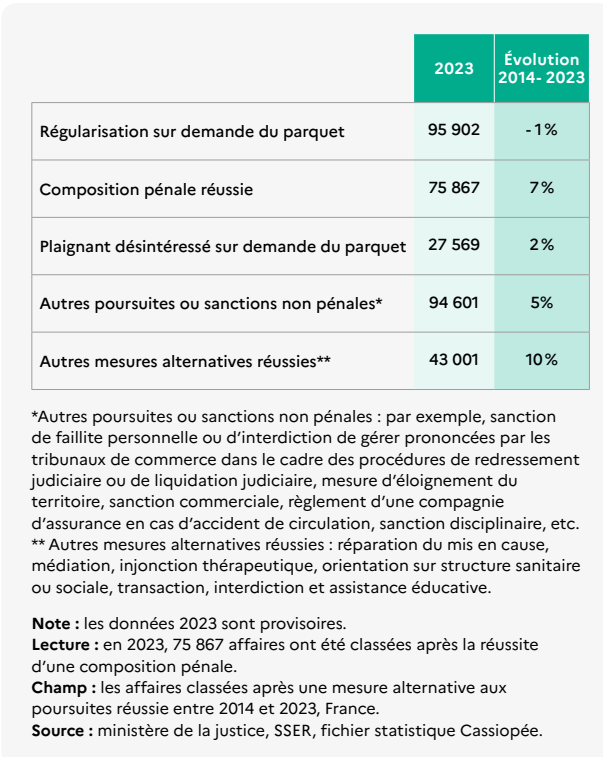 2023
Évolution
2014- 2023
Régularisation sur demande du parquet 95 902 -1%
Composition pénale réussie 75 867 7%
Plaignant désintéressé sur demande du parquet 27 569 2%
Autres poursuites ou sanctions non pénales* 94 601 5%
Autres mesures alternatives réussies** 43 001 10%
*Autres poursuites ou sanctions non pénales : par exemple, sanction
de faillite personnelle ou d’interdiction de gérer prononcées par les
tribunaux de commerce dans le cadre des procédures de redressement
judiciaire ou de liquidation judiciaire, mesure d’éloignement du
territoire, sanction commerciale, règlement d’une compagnie
d’assurance en cas d’accident de circulation, sanction disciplinaire, etc.
** Autres mesures alternatives réussies : réparation du mis en cause,
médiation, injonction thérapeutique, orientation sur structure sanitaire
ou sociale, transaction, interdiction et assistance éducative.
Note : les données 2023 sont provisoires.
Lecture : en 2023, 75 867 affaires ont été classées après la réussite
d’une composition pénale.
Champ : les affaires classées après une mesure alternative aux
poursuites réussie entre 2014 et 2023, France.
Source : ministère de la justice, SSER, fichier statistique Cassiopée.